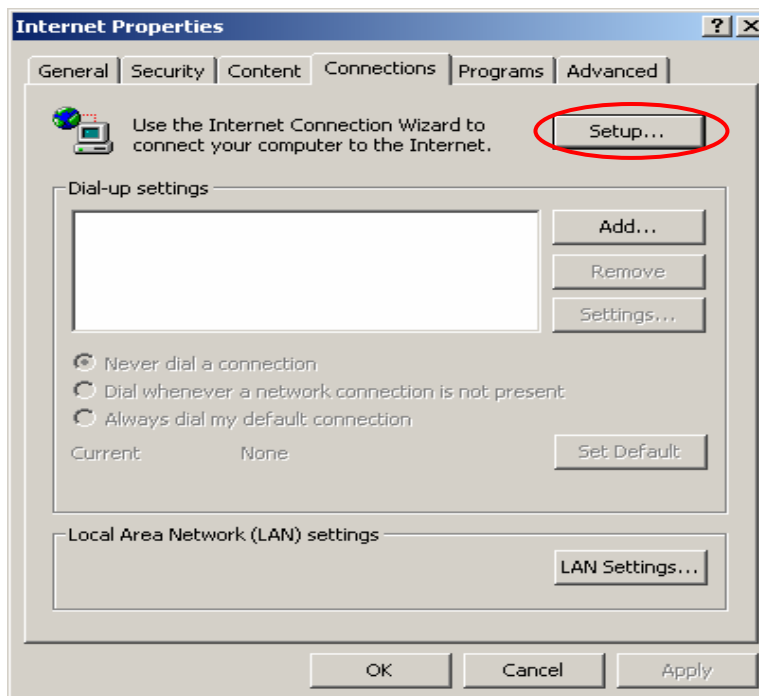 Internet Properties
General Security Content Connections Programs Advanced
Use the Internet Connection Wizard to
connect your computer to the Internet.
Setup...
Dial-up settings
Add...
Remove
Settings...
Never dial a connection
Dial whenever a network connection is not present
Always dial my default connection
Current None
Set Default
Local Area Network (LAN) settings
LAN Settings...
OK Cancel Apply